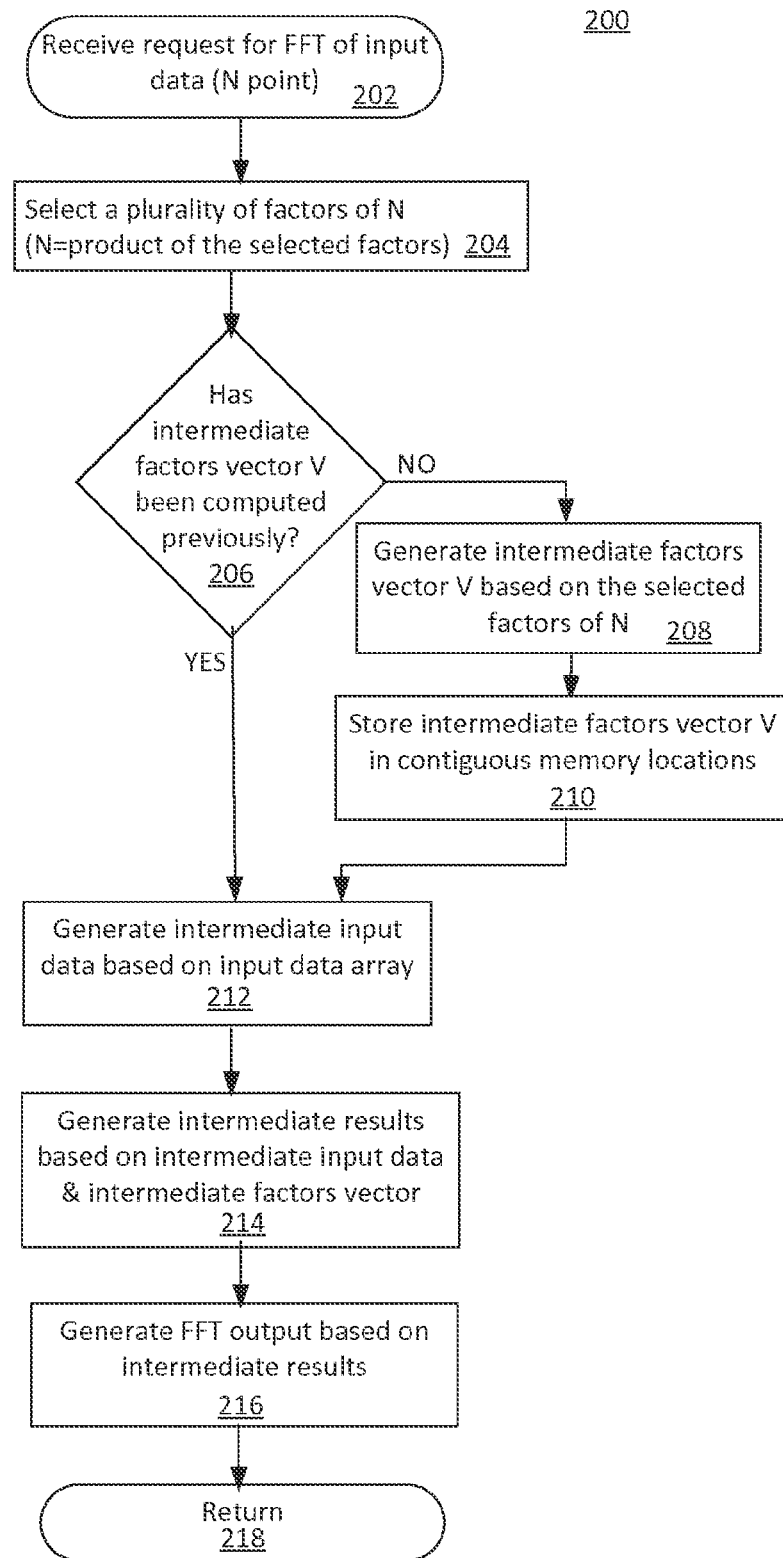 200
Receive request for FFT of input
data (N point)
202
Select a plurality of factors of N
(N=product of the selected factors) 204
Has
intermediate
factors vector V
been computed
previously?
206
NO
YES
Generate intermediate factors
vector V based on the selected
factors of N 208
Store intermediate factors vector V
in contiguous memory locations
210
Generate intermediate input
data based on input data array
212
Generate intermediate results
based on intermediate input data
& intermediate factors vector
214
Generate FFT output based on
intermediate results
216
Return
218